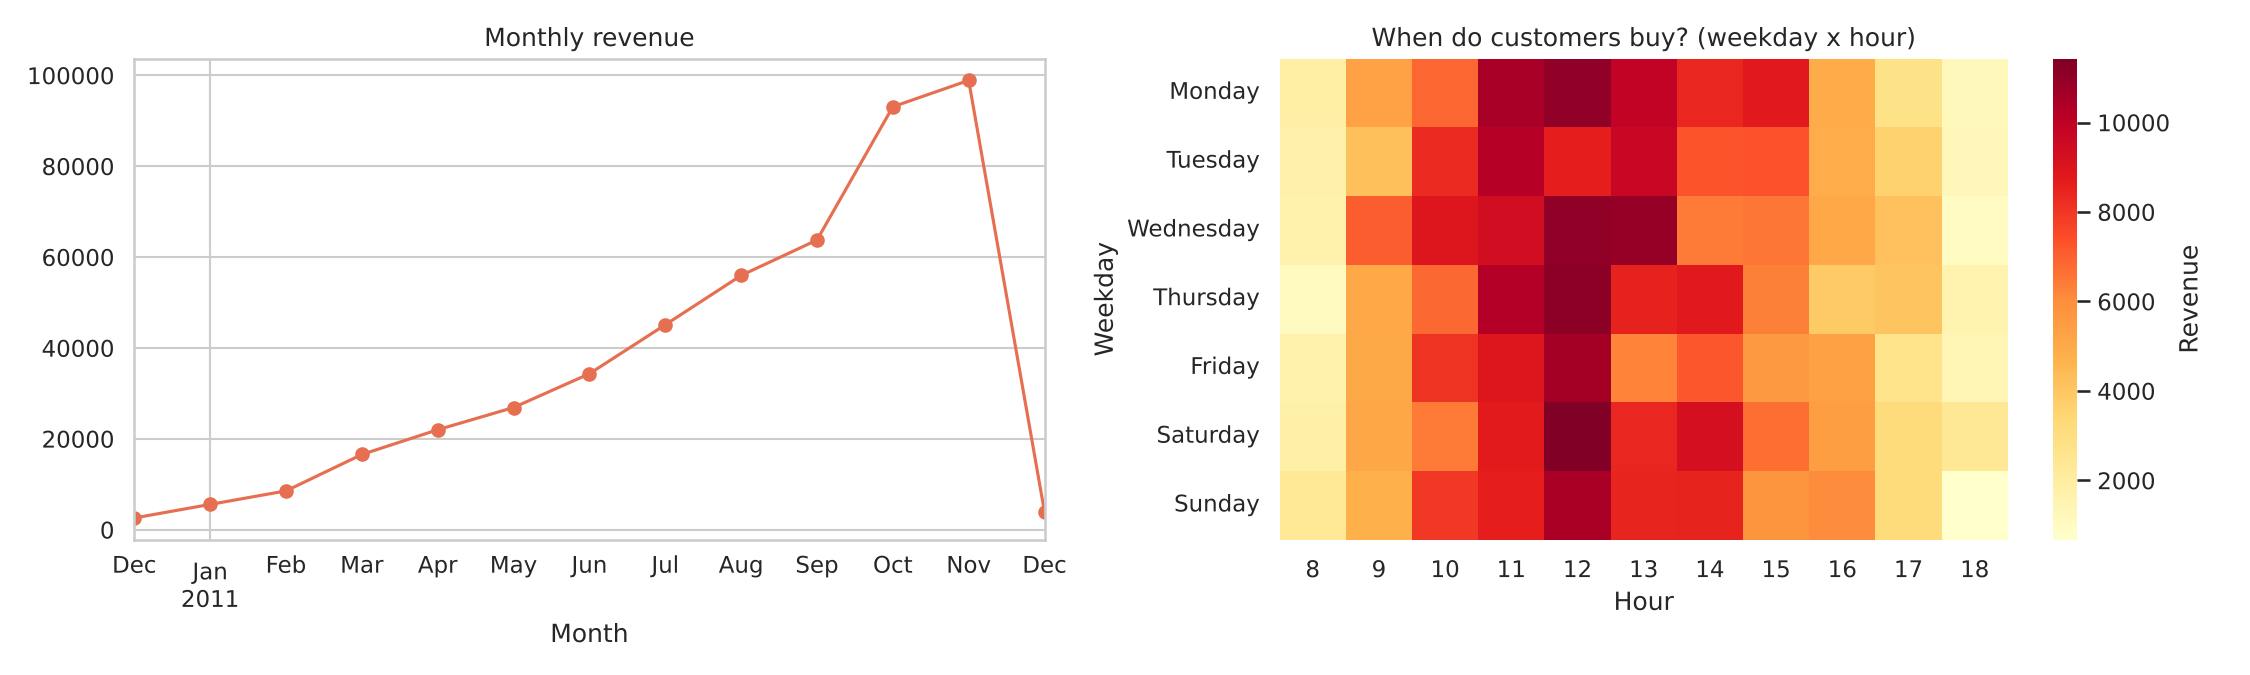 Monthly revenue
100000
80000
60000
40000
20000
0
Dec Jan Feb Mar Apr May Jun Jul Aug Sep Oct Nov Dec
2011
Month
When do customers buy? (weekday x hour)
Weekday
Monday
Tuesday
Wednesday
Thursday
Friday
Saturday
Sunday
8 9 10 11 12 13 14 15 16 17 18
Hour
10000
8000
6000
4000
2000
Revenue